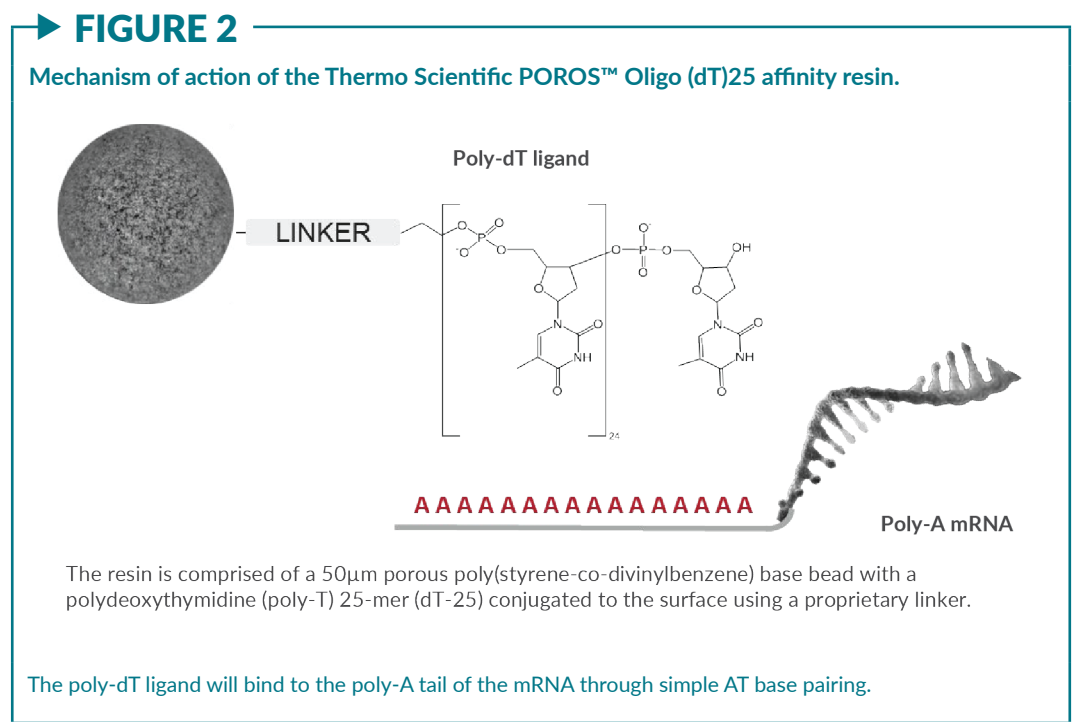 FIGURE 2
Mechanism of action of the Thermo Scientific POROS™ Oligo (dT)25 affinity resin.
Poly-dT ligand
LINKER
O
O
P
⁻O
O
O
N
O
NH
O
24
O
O⁻
P
O
O
OH
O
N
O
NH
O
A A A A A A A A A A A A A A A A
Poly-A mRNA
The resin is comprised of a 50µm porous poly(styrene-co-divinylbenzene) base bead with a
polydeoxythymidine (poly-T) 25-mer (dT-25) conjugated to the surface using a proprietary linker.
The poly-dT ligand will bind to the poly-A tail of the mRNA through simple AT base pairing.